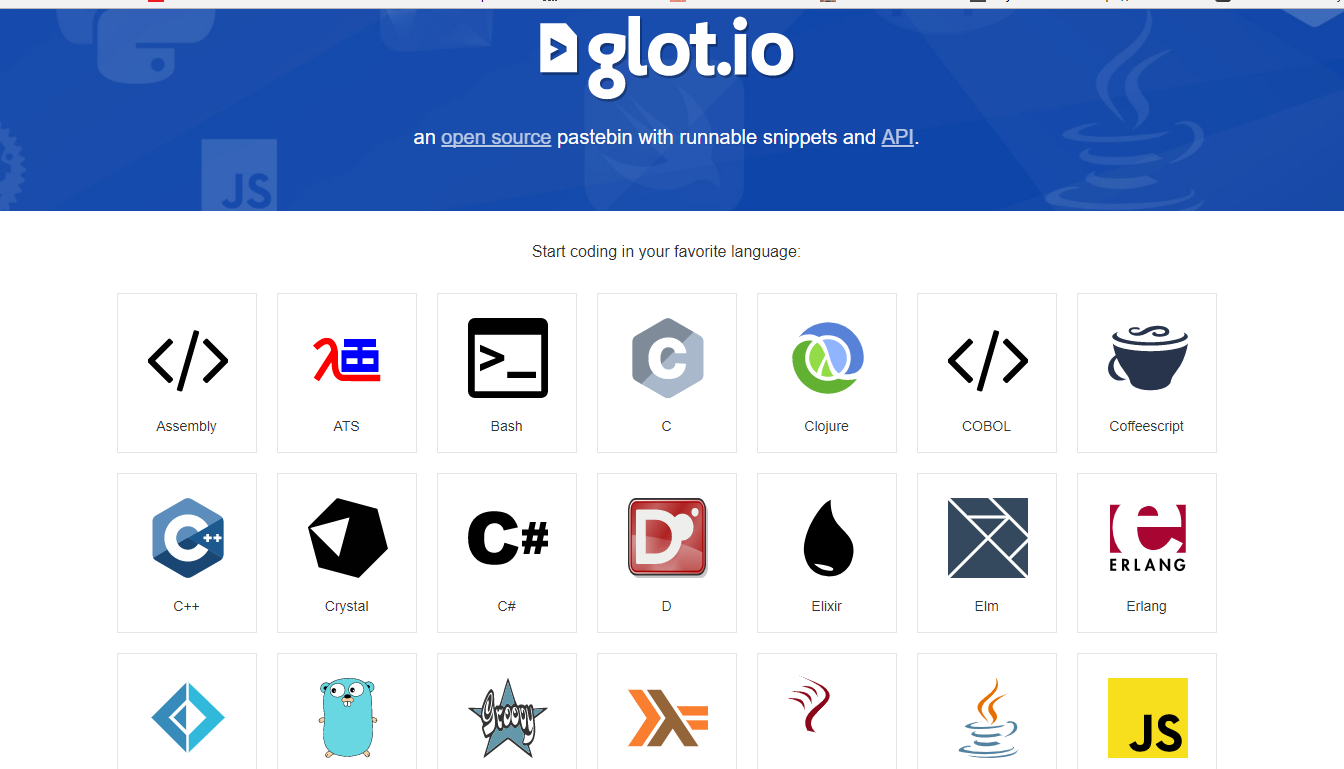 glot.io
an open source pastebin with runnable snippets and API.
JS
Start coding in your favorite language:
Assembly
ATS
Bash
C
C
Clojure
COBOL
Coffeescript
C++
C++
Crystal
C#
C#
D
D
Elixir
Elm
e
ERLANG
Erlang
Groovy
JS